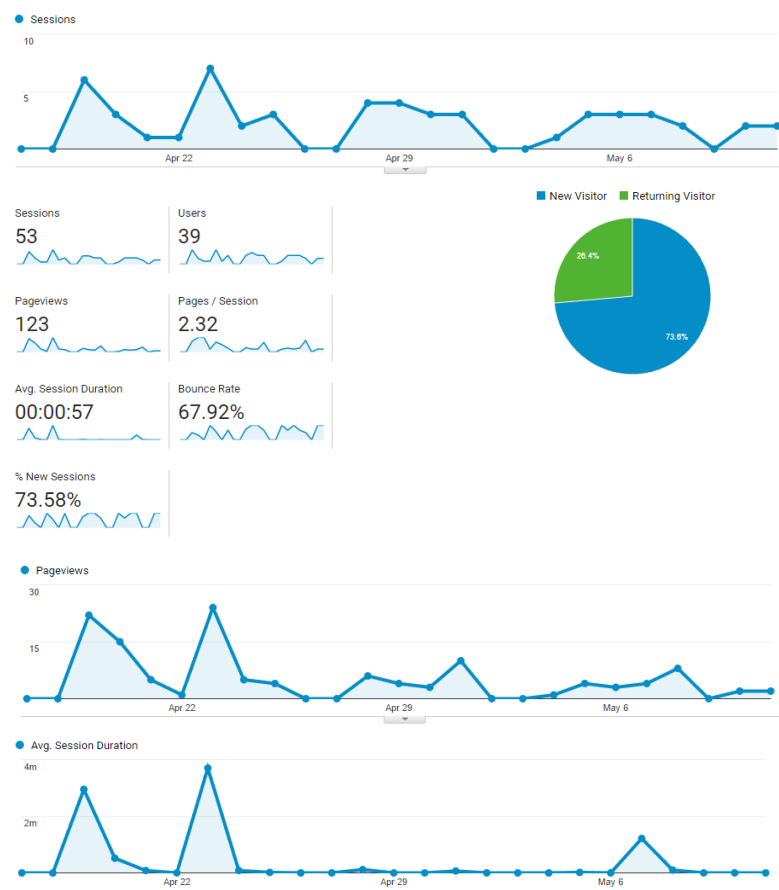 Sessions
10
5
Apr 22 Apr 29 May 6
New Visitor Returning Visitor
Sessions Users
53 39
26.4%
Pageviews Pages / Session
123 2.32
73.6%
Avg. Session Duration Bounce Rate
00:00:57 67.92%
% New Sessions
73.58%
Pageviews
30
15
Apr 22 Apr 29 May 6
Avg. Session Duration
4m
2m
Apr 22 Apr 29 May 6